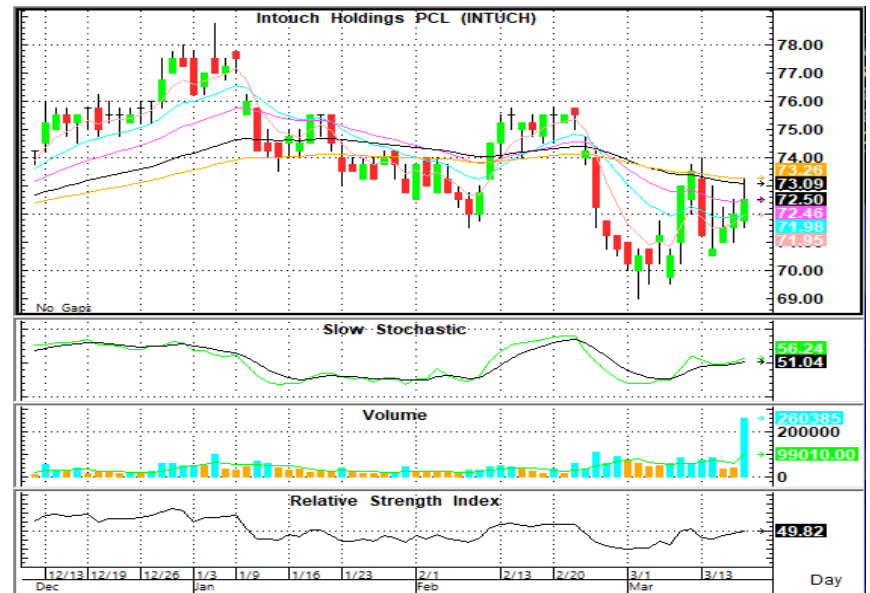 Intouch Holdings PCL (INTUCH)
78.00
77.00
76.00
75.00
74.00
73.26
73.09
72.50
72.46
71.98
71.95
70.00
69.00
No Gaps
Slow Stochastic
56.24
51.04
Volume
260385
200000
99010.00
0
Relative Strength Index
49.82
12/13 12/19 12/26 1/3 1/9 1/16 1/23 2/1 2/13 2/20 3/1 3/13
Dec Jan Feb Mar
Day